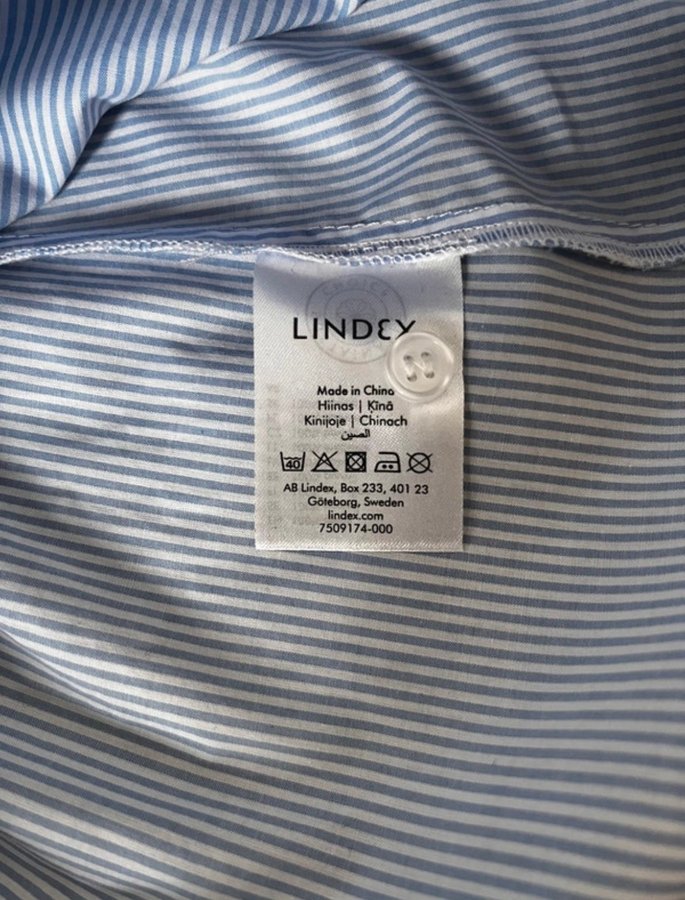 LINDEX
Made in China
Hiinas | Ķīnā
Kinijoje | Chinach
الصين
40
AB Lindex, Box 233, 401 23
Göteborg, Sweden
lindex.com
7509174-000